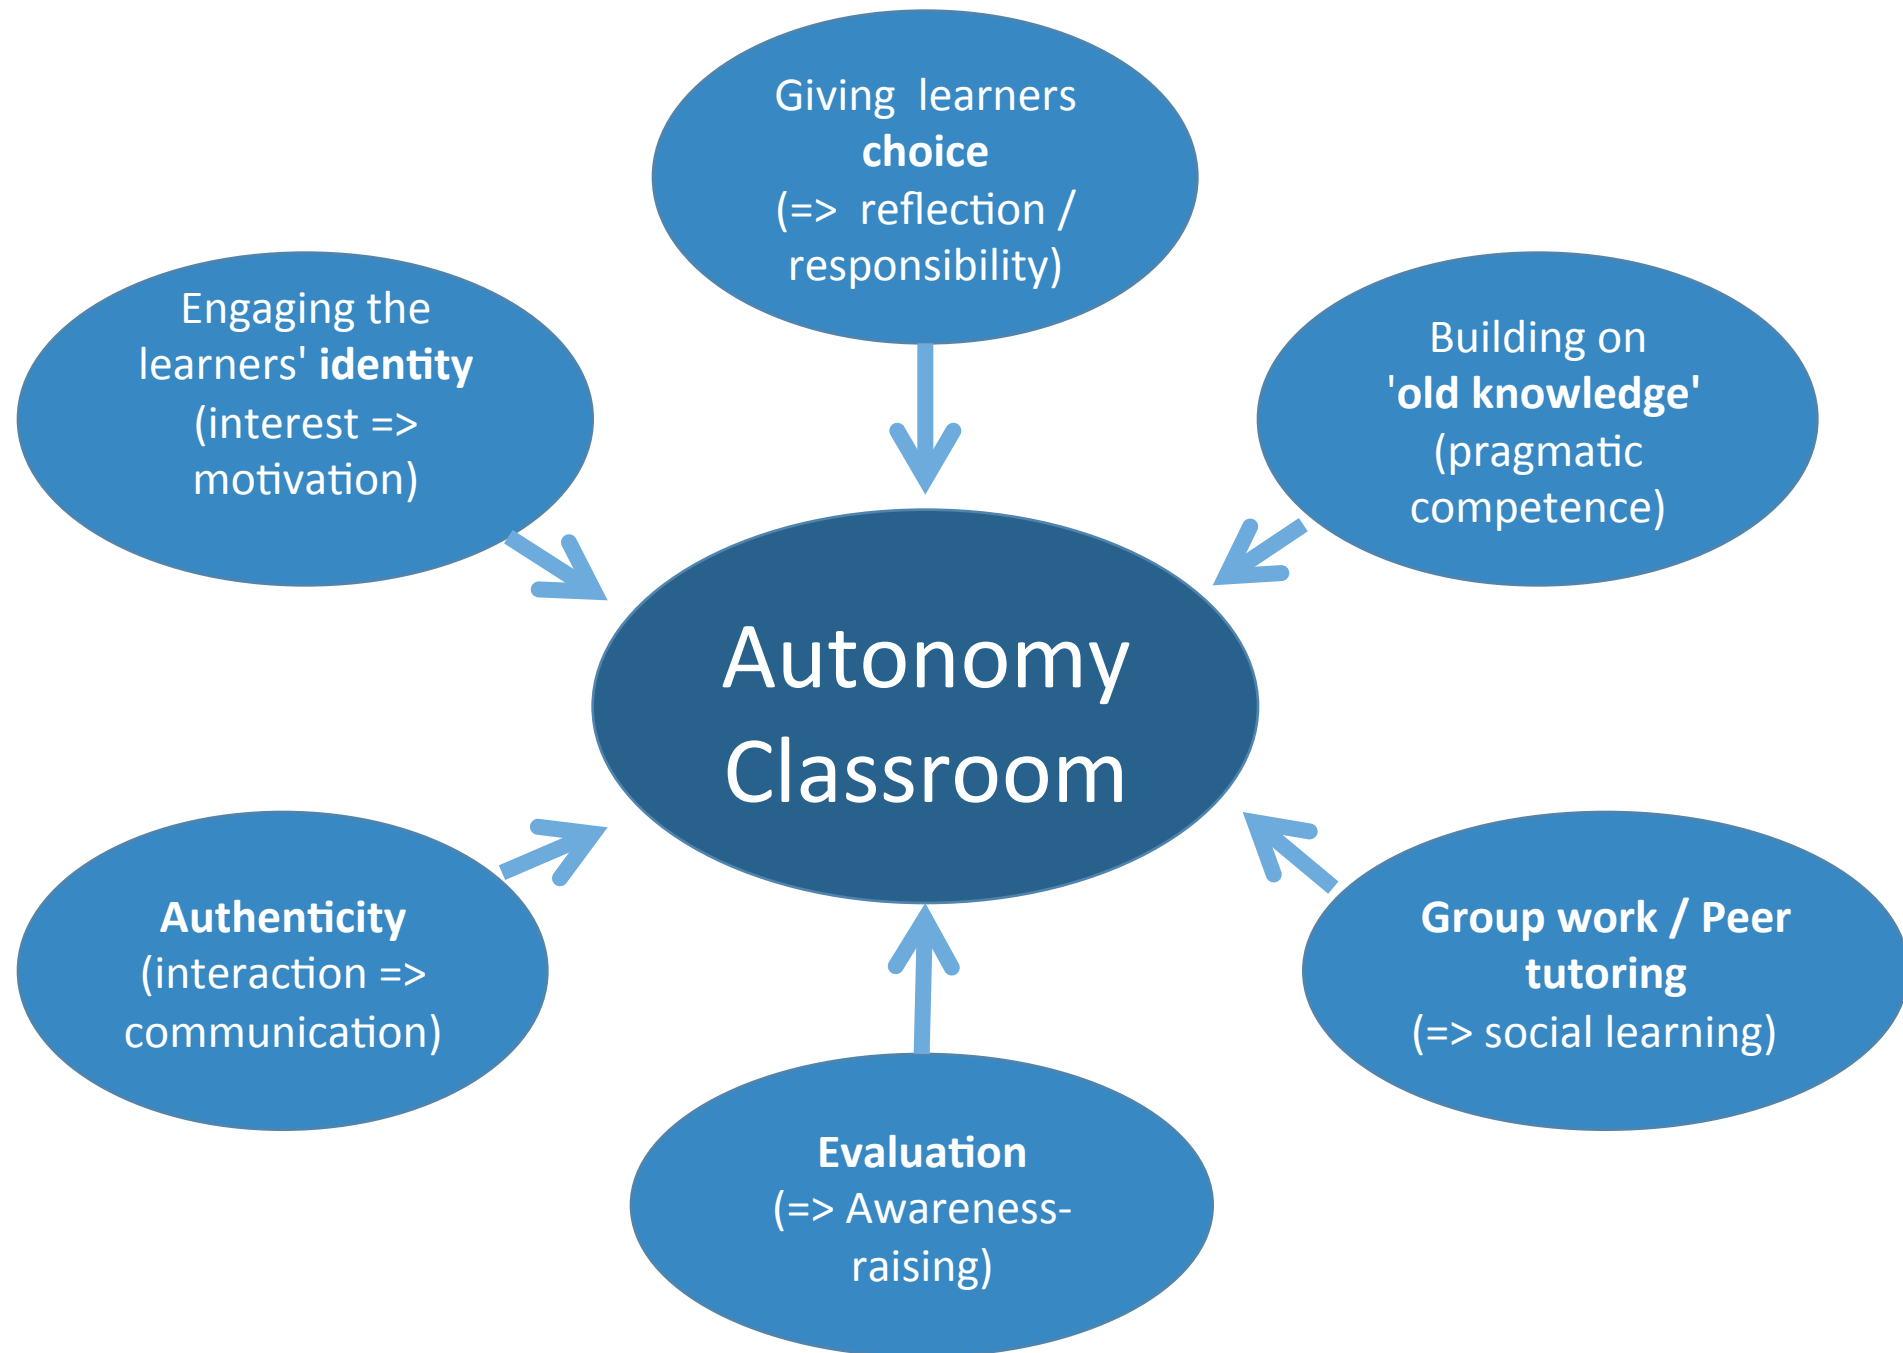 Giving learners
choice
(=> reflection /
responsibility)
Engaging the
learners' identity
(interest =>
motivation)
Building on
'old knowledge'
(pragmatic
competence)
Autonomy
Classroom
Authenticity
(interaction =>
communication)
Group work / Peer
tutoring
(=> social learning)
Evaluation
(=> Awareness-
raising)